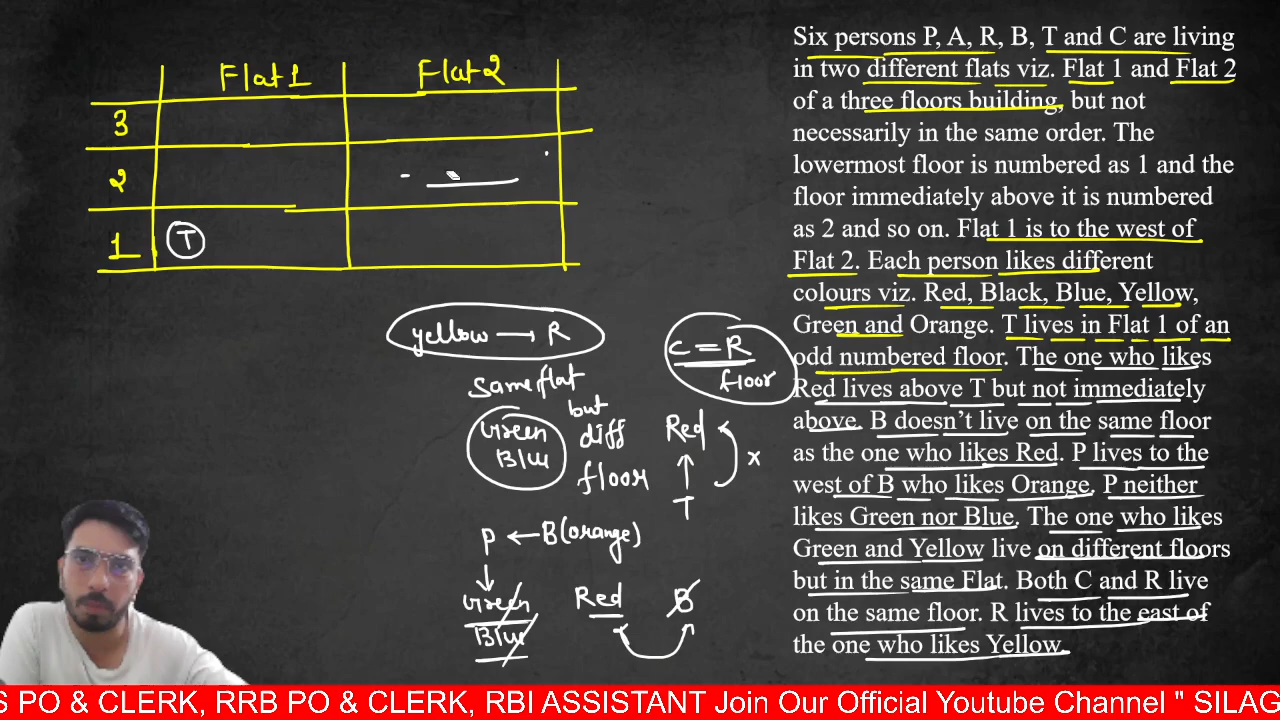 Flat 1 Flat 2
3
2
1 T
yellow → R
Same flat
but
Green diff
Blue floor
C = R
floor
Red
x
T
P ← B(orange)
Green
Blue
Red B
Six persons P, A, R, B, T and C are living
in two different flats viz. Flat 1 and Flat 2
of a three floors building, but not
necessarily in the same order. The
lowermost floor is numbered as 1 and the
floor immediately above it is numbered
as 2 and so on. Flat 1 is to the west of
Flat 2. Each person likes different
colours viz. Red, Black, Blue, Yellow,
Green and Orange. T lives in Flat 1 of an
odd numbered floor. The one who likes
Red lives above T but not immediately
above. B doesn't live on the same floor
as the one who likes Red. P lives to the
west of B who likes Orange. P neither
likes Green nor Blue. The one who likes
Green and Yellow live on different floors
but in the same Flat. Both C and R live
on the same floor. R lives to the east of
the one who likes Yellow.
S PO & CLERK, RRB PO & CLERK, RBI ASSISTANT Join Our Official Youtube Channel " SILAG